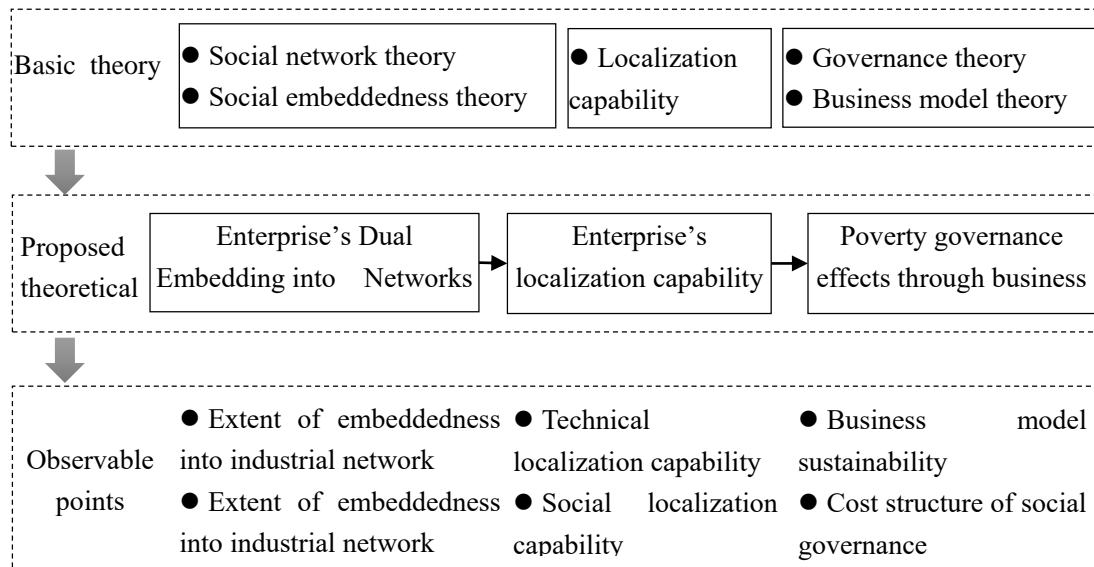 Basic theory
● Social network theory
● Social embeddedness theory
● Localization
capability
● Governance theory
● Business model theory
Proposed
theoretical
Enterprise's Dual
Embedding into Networks
Enterprise's
localization capability
Poverty governance
effects through business
Observable
points
● Extent of embeddedness
into industrial network
● Extent of embeddedness
into industrial network
● Technical
localization capability
● Social localization
capability
● Business model
sustainability
● Cost structure of social
governance